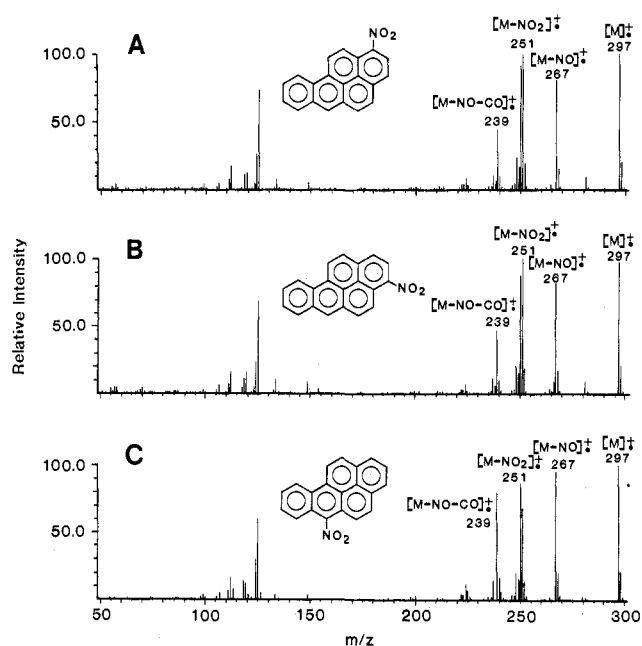 A
NO₂
[M-NO₂]⁺•
251
[M-NO]⁺•
267
[M]⁺•
297
[M-NO-CO]⁺•
239
100.0
50.0
B
NO₂
[M-NO₂]⁺•
251
[M-NO]⁺•
267
[M]⁺•
297
[M-NO-CO]⁺•
239
100.0
50.0
Relative Intensity
C
NO₂
[M-NO₂]⁺•
251
[M-NO]⁺•
267
[M]⁺•
297
[M-NO-CO]⁺•
239
100.0
50.0
50 100 150 200 250 300
m/z